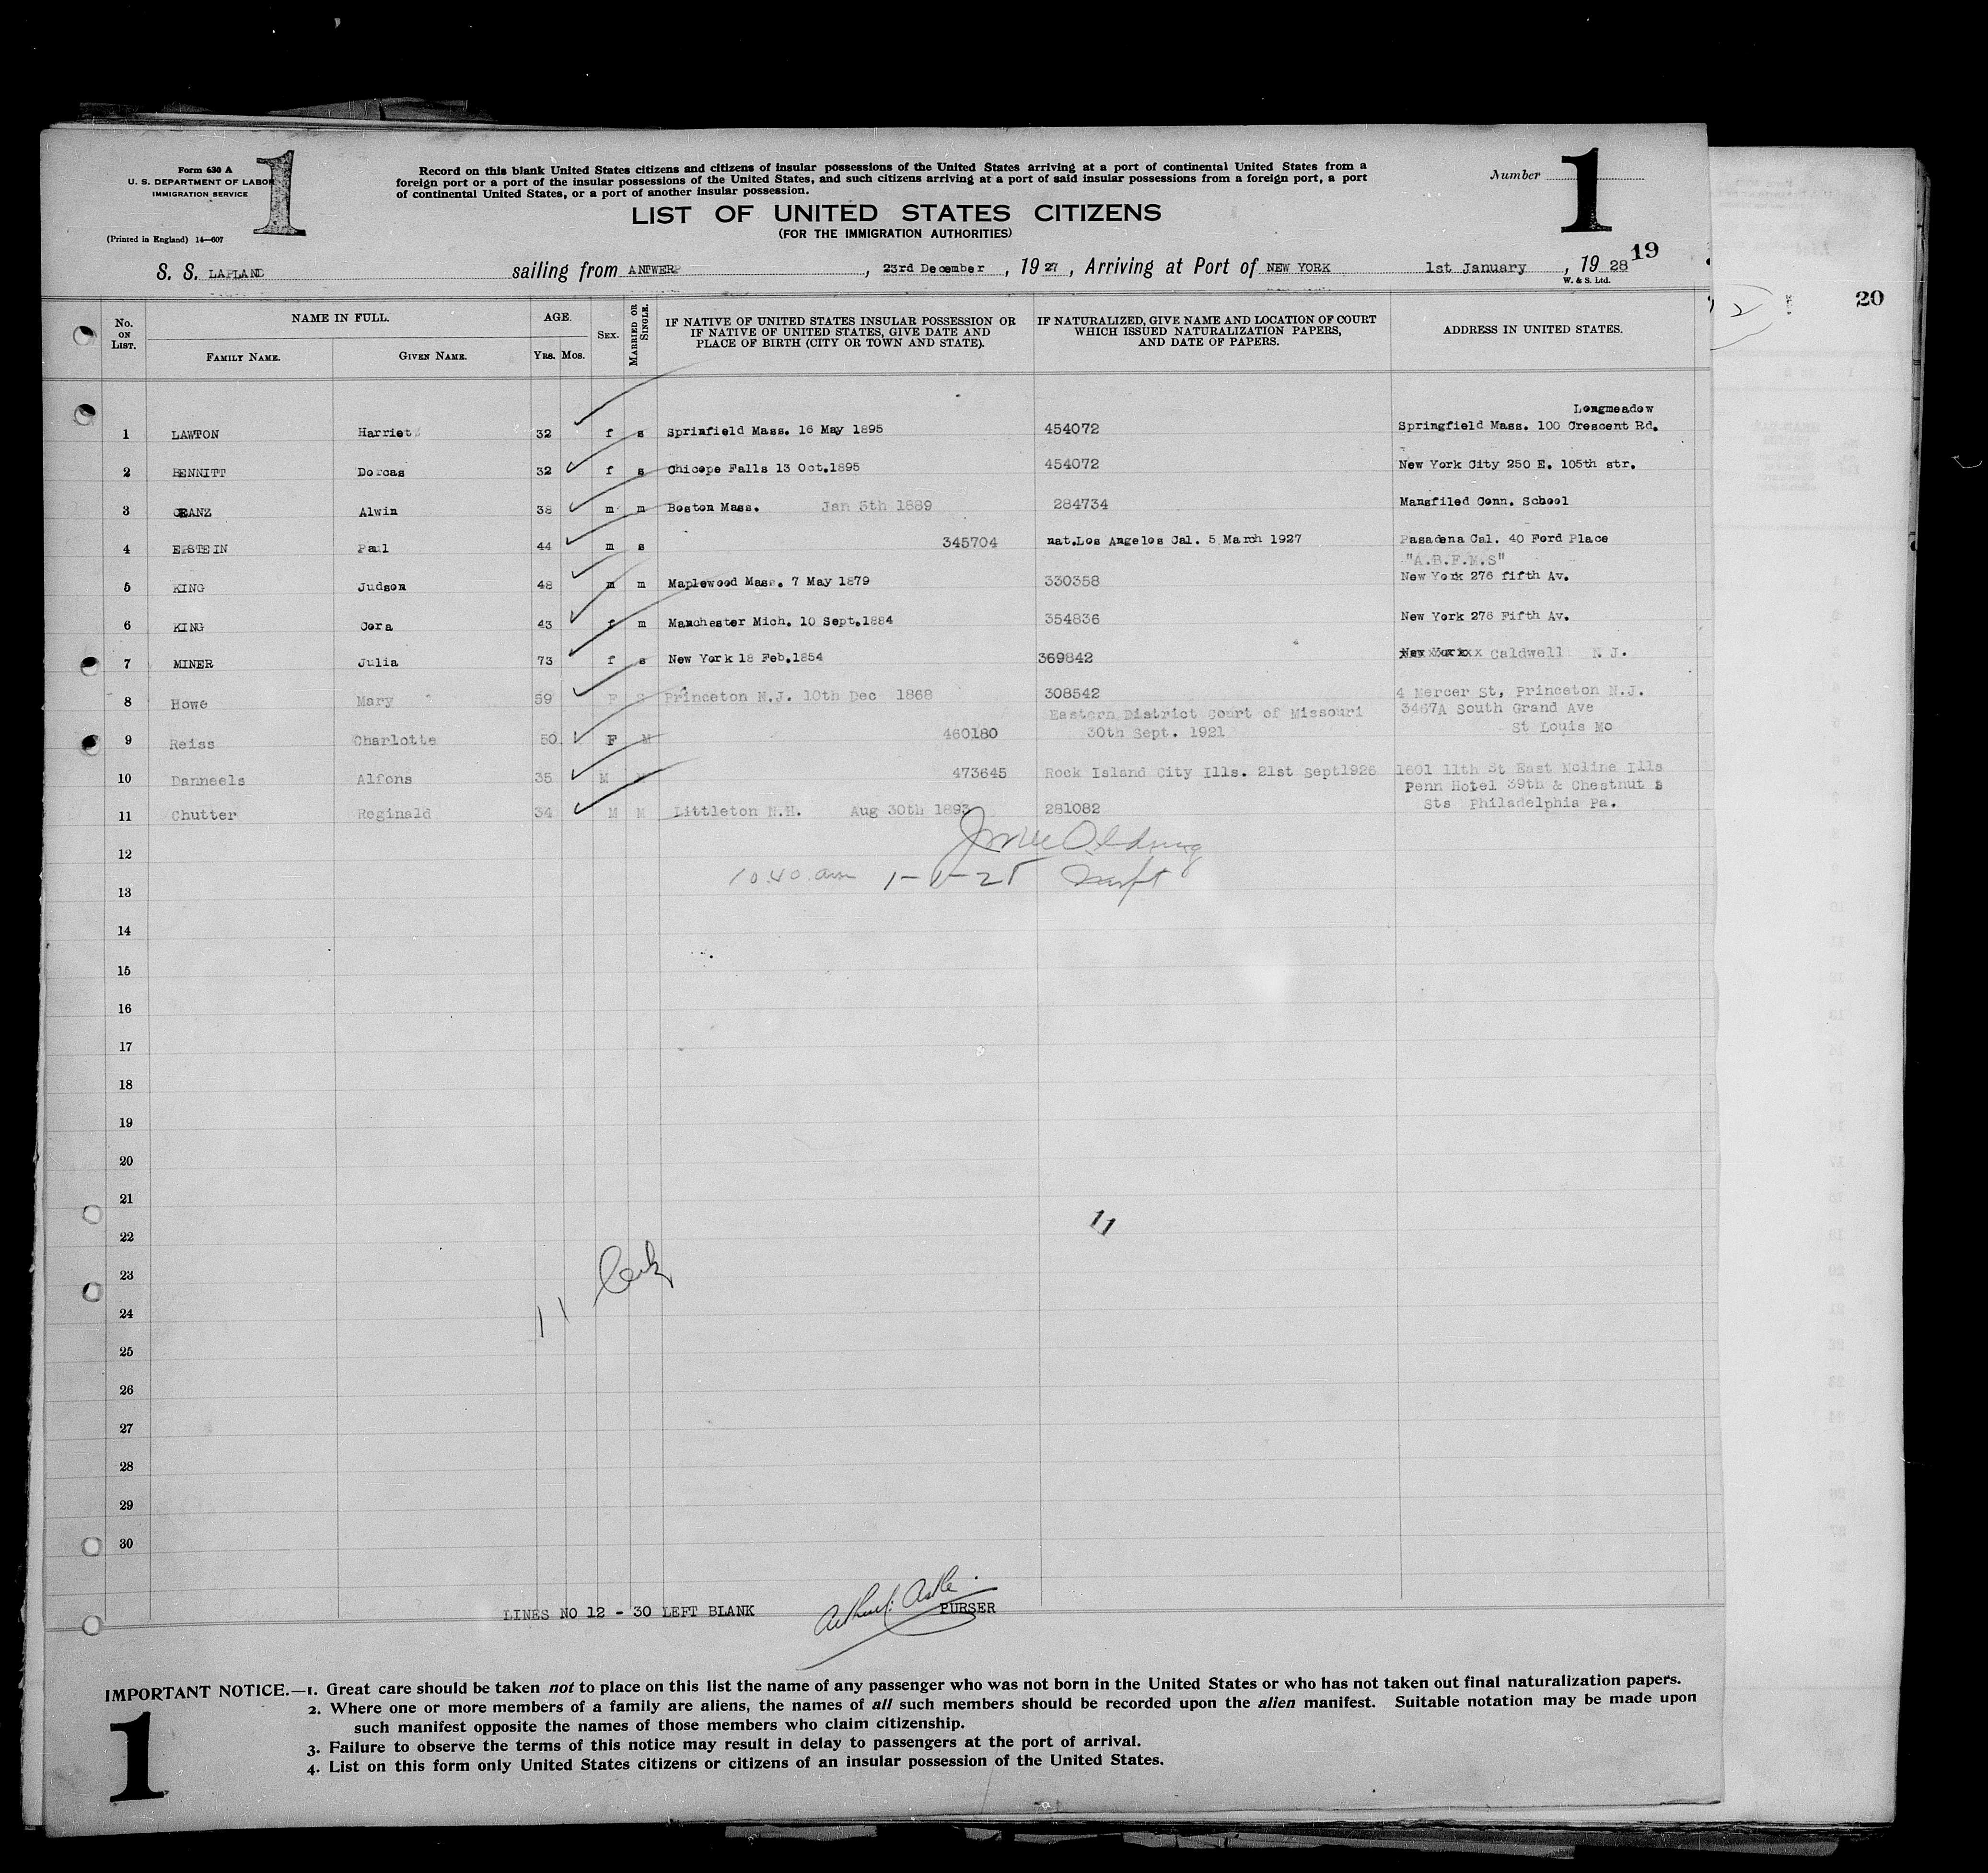 Form 630 A
U. S. DEPARTMENT OF LABOR
IMMIGRATION SERVICE
(Printed in England) 14—607
1
Record on this blank United States citizens and citizens of insular possessions of the United States arriving at a port of continental United States from a
foreign port or a port of the insular possessions of the United States, and such citizens arriving at a port of said insular possessions from a foreign port, a port
of continental United States, or a port of another insular possession.
LIST OF UNITED STATES CITIZENS
(FOR THE IMMIGRATION AUTHORITIES)
Number 1
19
S. S. LAPLAND sailing from ANTWERP, 23rd December, 1927, Arriving at Port of NEW YORK 1st January, 1928
W. & S. Ltd.
20
No. ON LIST. NAME IN FULL. AGE. SEX. MARRIED OR SINGLE. IF NATIVE OF UNITED STATES INSULAR POSSESSION OR IF NATIVE OF UNITED STATES, GIVE DATE AND PLACE OF BIRTH (CITY OR TOWN AND STATE). IF NATURALIZED, GIVE NAME AND LOCATION OF COURT WHICH ISSUED NATURALIZATION PAPERS, AND DATE OF PAPERS. ADDRESS IN UNITED STATES.
FAMILY NAME. GIVEN NAME. YRS. MOS.
Longmeadow
1 LAWTON Harriet 32 f s Sprinfield Mass. 16 May 1895 454072 Springfield Mass. 100 Crescent Rd.
2 BENNITT Dorcas 32 f s Chicope Falls 13 Oct.1895 454072 New York City 250 E. 105th str.
3 CRANZ Alwin 38 m m Boston Mass. Jan 5th 1889 284734 Mansfiled Conn. School
4 EPSTEIN Paul 44 m s 345704 nat.Los Angelos Cal. 5 March 1927 Pasadena Cal. 40 Ford Place
"A.B.F.M.S"
5 KING Judson 48 m m Maplewood Mass. 7 May 1879 330358 New York 276 fifth Av.
6 KING Cora 43 f m Manchester Mich. 10 Sept.1884 354836 New York 276 Fifth Av.
7 MINER Julia 73 f s New York 18 Feb.1854 369842 Caldwell N J.
8 Howe Mary 59 F S Princeton N.J. 10th Dec 1868 308542 4 Mercer St, Princeton N.J.
Eastern District Court of Missouri 3467A South Grand Ave
9 Reiss Charlotte 50 F M 460180 30th Sept. 1921 St Louis Mo
10 Danneels Alfons 35 M M 473645 Rock Island City Ills. 21st Sept1926 1601 11th St East Moline Ills
Penn Hotel 39th & Chestnut s
11 Chutter Reginald 34 M M Littleton N.H. Aug 30th 1893 281082 Sts Philadelphia Pa.
12
10.40 am
13
14
15
16
17
18
19
20
21
11
22
23
24
11
25
26
27
28
29
30
LINES NO 12 - 30 LEFT BLANK PURSER
IMPORTANT NOTICE.—1. Great care should be taken not to place on this list the name of any passenger who was not born in the United States or who has not taken out final naturalization papers.
2. Where one or more members of a family are aliens, the names of all such members should be recorded upon the alien manifest. Suitable notation may be made upon
such manifest opposite the names of those members who claim citizenship.
3. Failure to observe the terms of this notice may result in delay to passengers at the port of arrival.
4. List on this form only United States citizens or citizens of an insular possession of the United States.
1